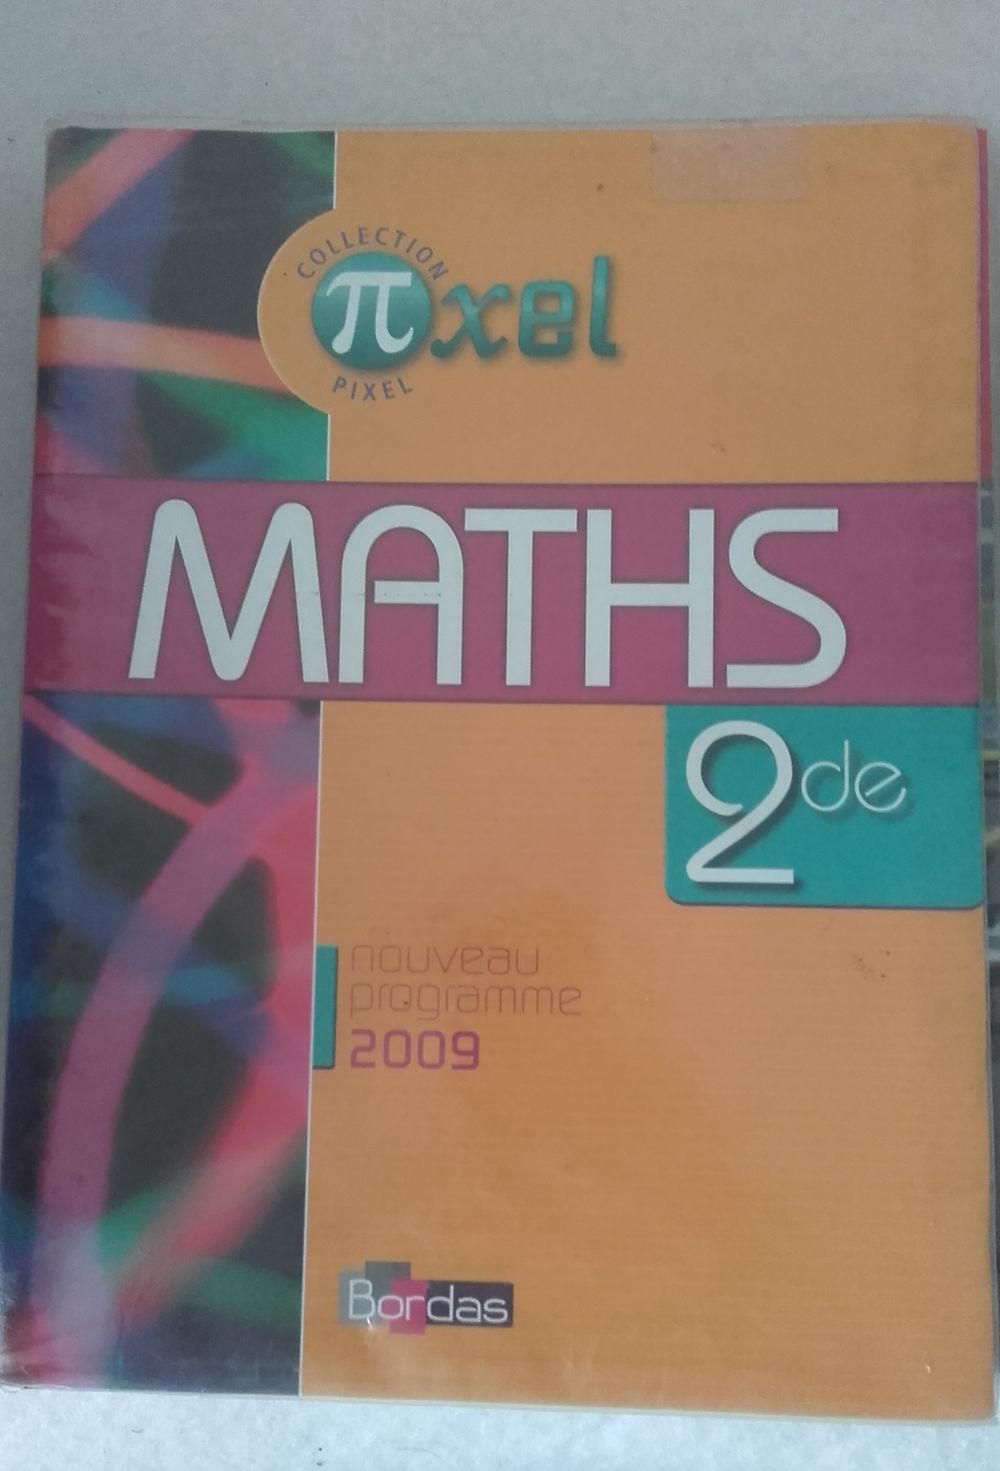 COLLECTION
πxel
PIXEL
MATHS
2de
nouveau
programme
2009
Bordas